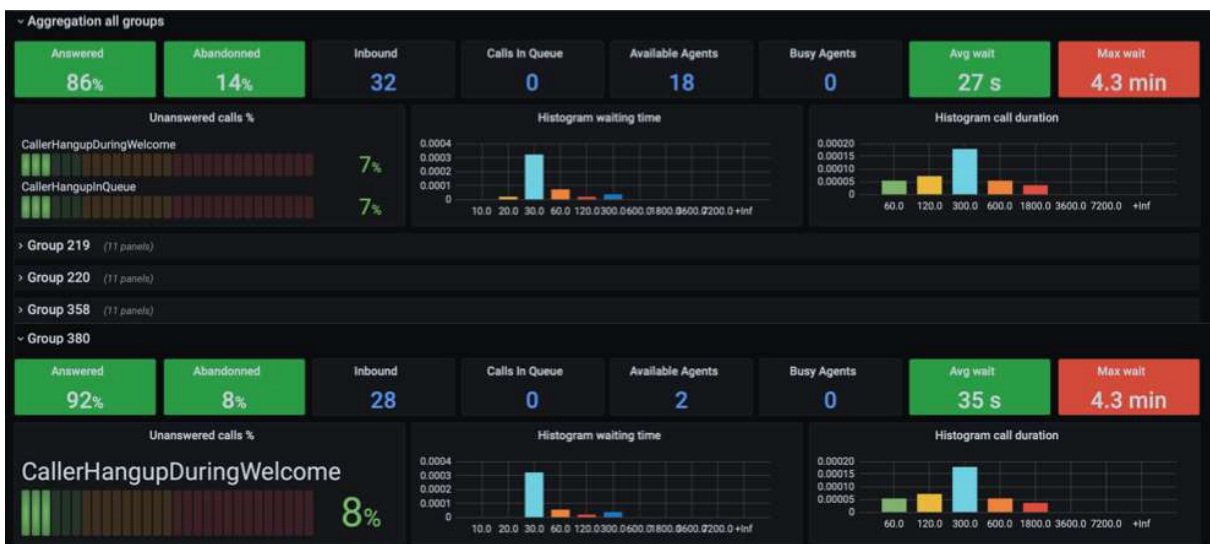 Aggregation all groups
Answered Abandonned Inbound Calls In Queue Available Agents Busy Agents Avg wait Max wait
86% 14% 32 0 18 0 27 s 4.3 min
Unanswered calls % Histogram waiting time Histogram call duration
CallerHangupDuringWelcome
7%
CallerHangupInQueue
7%
0.0004
0.0003
0.0002
0.0001
0
10.0 20.0 30.0 60.0 120.0 300.0 600.0 1800.0 3600.0 7200.0 +Inf
0.00020
0.00015
0.00010
0.00005
0
60.0 120.0 300.0 600.0 1800.0 3600.0 7200.0 +Inf
Group 219 (11 panels)
Group 220 (11 panels)
Group 358 (11 panels)
Group 380
Answered Abandonned Inbound Calls In Queue Available Agents Busy Agents Avg wait Max wait
92% 8% 28 0 2 0 35 s 4.3 min
Unanswered calls % Histogram waiting time Histogram call duration
CallerHangupDuringWelcome
8%
0.0004
0.0003
0.0002
0.0001
0
10.0 20.0 30.0 60.0 120.0 300.0 600.0 1800.0 3600.0 7200.0 +Inf
0.00020
0.00015
0.00010
0.00005
0
60.0 120.0 300.0 600.0 1800.0 3600.0 7200.0 +Inf